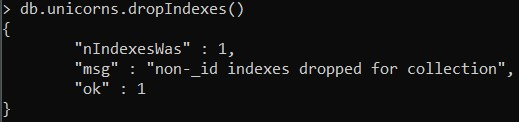 > db.unicorns.dropIndexes()
{
        "nIndexesWas" : 1,
        "msg" : "non-_id indexes dropped for collection",
        "ok" : 1
}